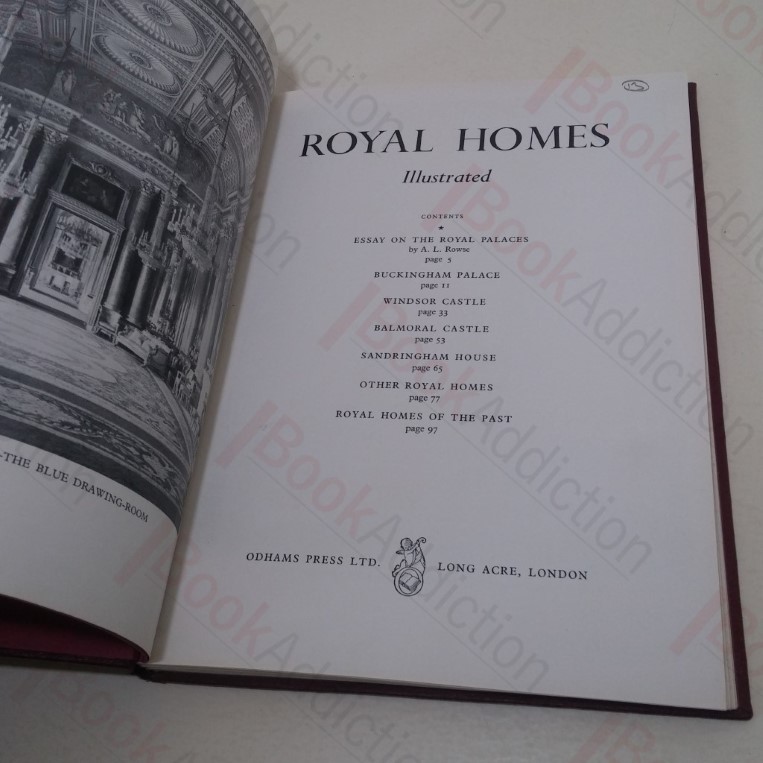 -THE BLUE DRAWING-ROOM
ROYAL HOMES
Illustrated
CONTENTS
★
ESSAY ON THE ROYAL PALACES
by A. L. Rowse
page 5
BUCKINGHAM PALACE
page 11
WINDSOR CASTLE
page 33
BALMORAL CASTLE
page 53
SANDRINGHAM HOUSE
page 65
OTHER ROYAL HOMES
page 77
ROYAL HOMES OF THE PAST
page 97
ODHAMS PRESS LTD. LONG ACRE, LONDON
BookAddiction